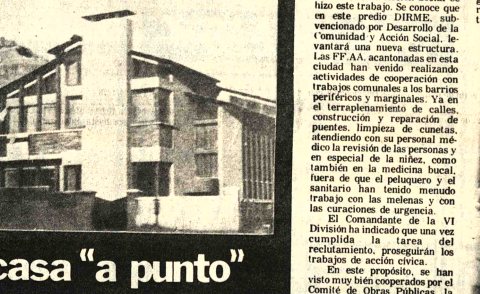 casa "a punto"
hizo este trabajo. Se conoce que
en este predio DIRME, sub-
vencionado por Desarrollo de la
Comunidad y Acción Social, le-
vantará una nueva estructura.
Las FF.AA. acantonadas en esta
ciudad han venido realizando
actividades de cooperación con
trabajos comunales a los barrios
periféricos y marginales. Ya en
el terraplenamiento de calles,
construcción y reparación de
puentes, limpieza de cunetas,
atendiendo con su personal mé-
dico la revisión de las personas y
en especial de la niñez, como
también en la medicina bucal,
fuera de que el peluquero y el
sanitario han tenido menudo
trabajo con las melenas y con
las curaciones de urgencia.
El Comandante de la VI
División ha indicado que una vez
cumplida la tarea del
reclutamiento, proseguirán los
trabajos de acción cívica.
En este propósito, se han
visto muy bien cooperados por el
Comité de Obras Públicas, la